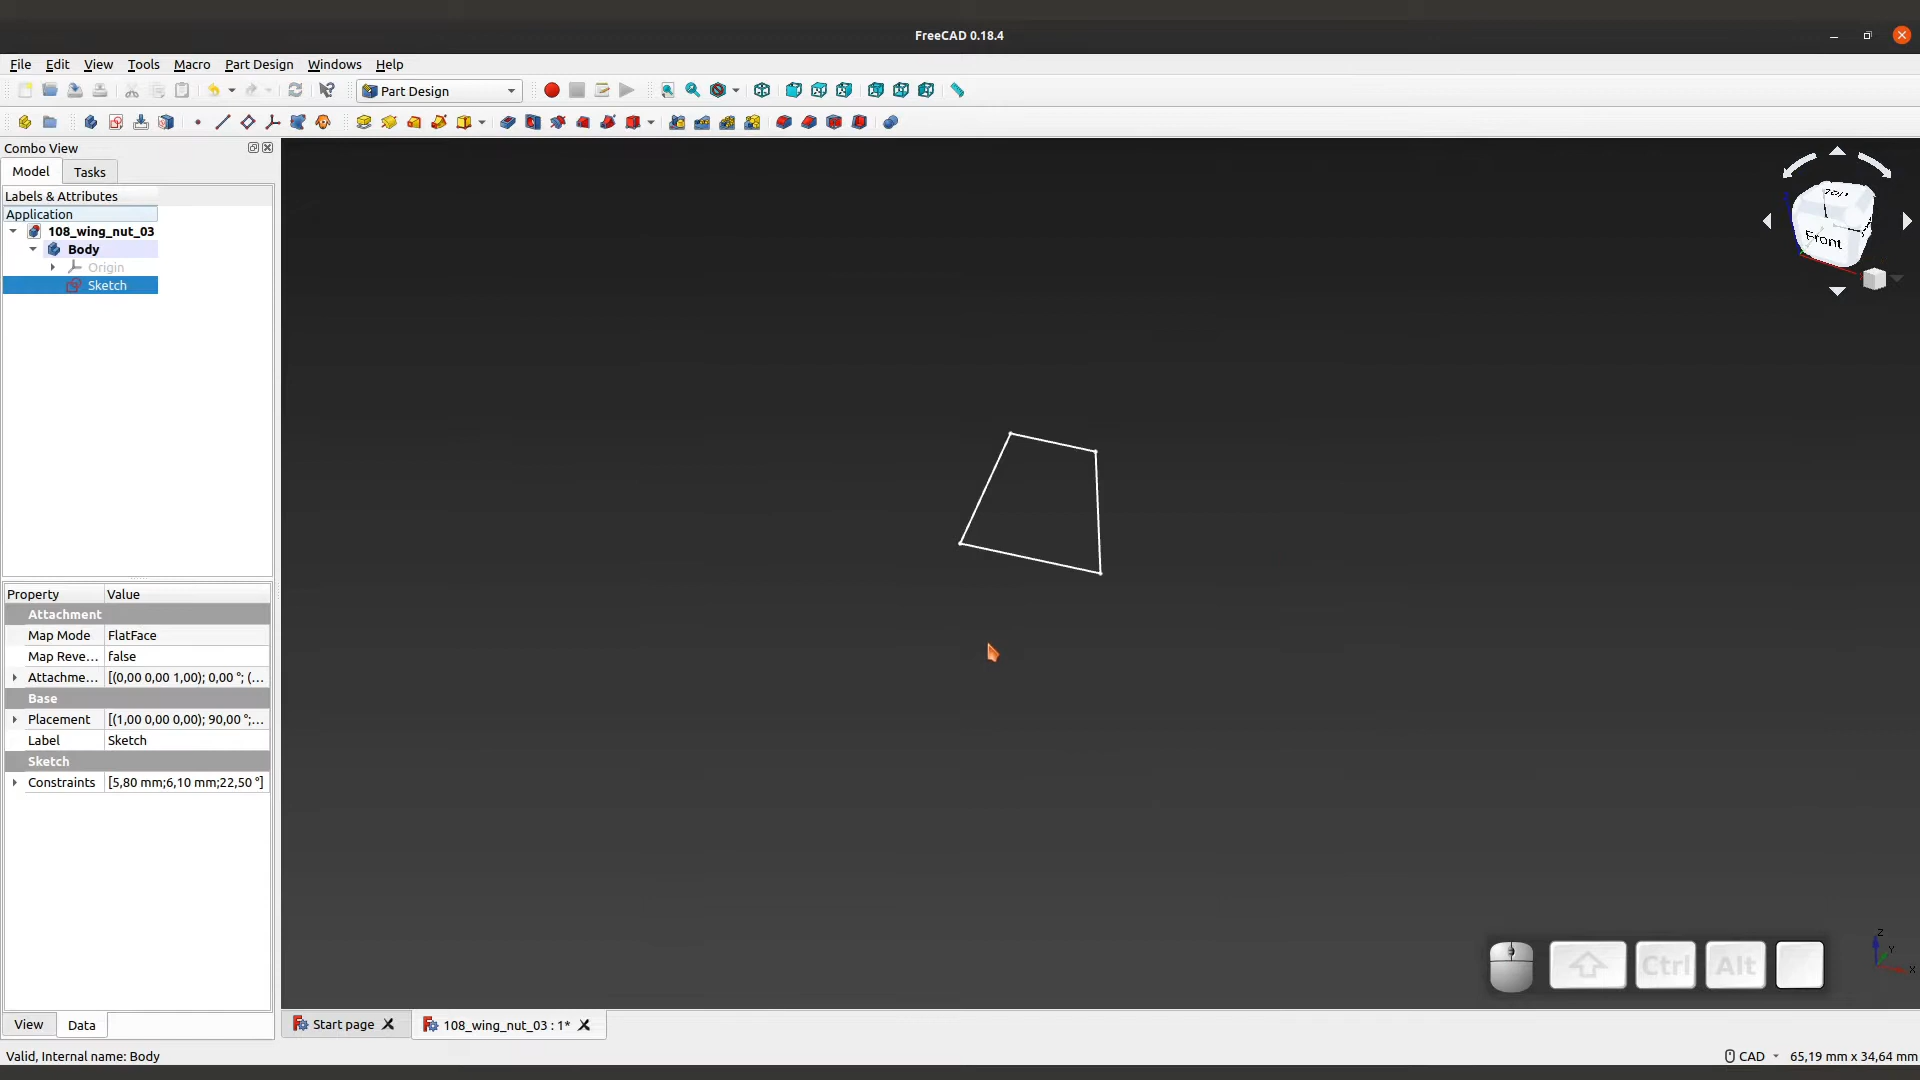 FreeCAD 0.18.4
File Edit View Tools Macro Part Design Windows Help
Part Design
Combo View
Model Tasks
Labels & Attributes
Application
108_wing_nut_03
Body
Origin
Sketch
Top
Front
Property Value
Attachment
Map Mode FlatFace
Map Reve... false
Attachme... [(0,00 0,00 1,00); 0,00 °; (...
Base
Placement [(1,00 0,00 0,00); 90,00 °;...
Label Sketch
Sketch
Constraints [5,80 mm;6,10 mm;22,50 °]
Z
Y
X
Ctrl Alt
View Data
Start page 108_wing_nut_03 : 1*
Valid, Internal name: Body
CAD 65,19 mm x 34,64 mm